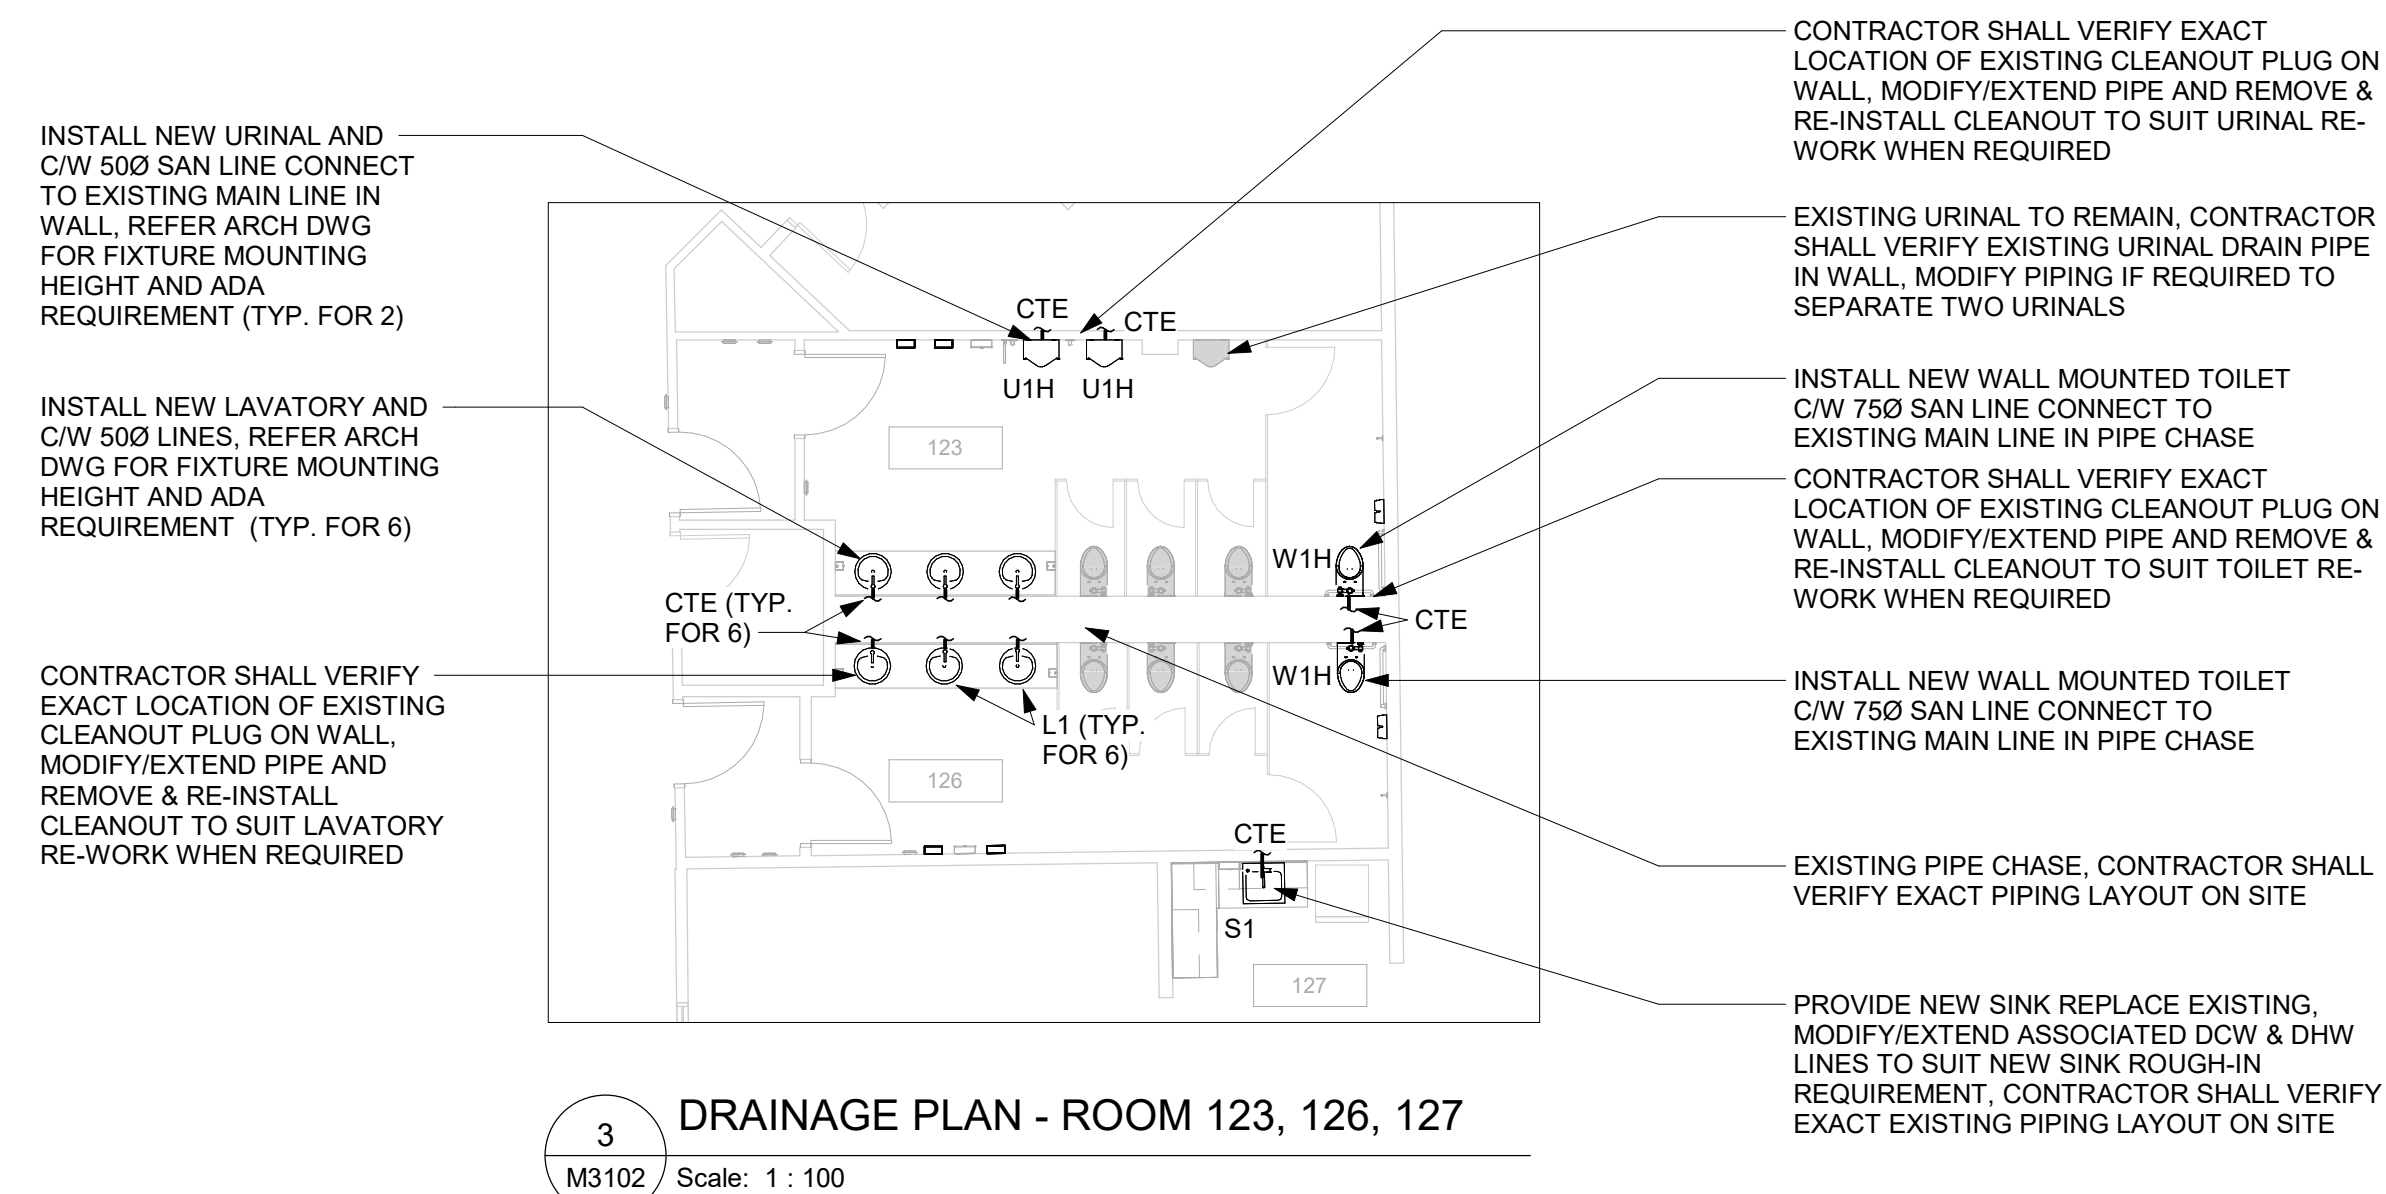 INSTALL NEW URINAL AND
C/W 50Ø SAN LINE CONNECT
TO EXISTING MAIN LINE IN
WALL, REFER ARCH DWG
FOR FIXTURE MOUNTING
HEIGHT AND ADA
REQUIREMENT (TYP. FOR 2)
INSTALL NEW LAVATORY AND
C/W 50Ø LINES, REFER ARCH
DWG FOR FIXTURE MOUNTING
HEIGHT AND ADA
REQUIREMENT (TYP. FOR 6)
CONTRACTOR SHALL VERIFY
EXACT LOCATION OF EXISTING
CLEANOUT PLUG ON WALL,
MODIFY/EXTEND PIPE AND
REMOVE & RE-INSTALL
CLEANOUT TO SUIT LAVATORY
RE-WORK WHEN REQUIRED
CTE
CTE
U1H
U1H
123
W1H
CTE (TYP.
FOR 6)
CTE
W1H
L1 (TYP.
FOR 6)
126
CTE
S1
127
CONTRACTOR SHALL VERIFY EXACT
LOCATION OF EXISTING CLEANOUT PLUG ON
WALL, MODIFY/EXTEND PIPE AND REMOVE &
RE-INSTALL CLEANOUT TO SUIT URINAL RE-
WORK WHEN REQUIRED
EXISTING URINAL TO REMAIN, CONTRACTOR
SHALL VERIFY EXISTING URINAL DRAIN PIPE
IN WALL, MODIFY PIPING IF REQUIRED TO
SEPARATE TWO URINALS
INSTALL NEW WALL MOUNTED TOILET
C/W 75Ø SAN LINE CONNECT TO
EXISTING MAIN LINE IN PIPE CHASE
CONTRACTOR SHALL VERIFY EXACT
LOCATION OF EXISTING CLEANOUT PLUG ON
WALL, MODIFY/EXTEND PIPE AND REMOVE &
RE-INSTALL CLEANOUT TO SUIT TOILET RE-
WORK WHEN REQUIRED
INSTALL NEW WALL MOUNTED TOILET
C/W 75Ø SAN LINE CONNECT TO
EXISTING MAIN LINE IN PIPE CHASE
EXISTING PIPE CHASE, CONTRACTOR SHALL
VERIFY EXACT PIPING LAYOUT ON SITE
PROVIDE NEW SINK REPLACE EXISTING,
MODIFY/EXTEND ASSOCIATED DCW & DHW
LINES TO SUIT NEW SINK ROUGH-IN
REQUIREMENT, CONTRACTOR SHALL VERIFY
EXACT EXISTING PIPING LAYOUT ON SITE
3
M3102
DRAINAGE PLAN - ROOM 123, 126, 127
Scale: 1 : 100